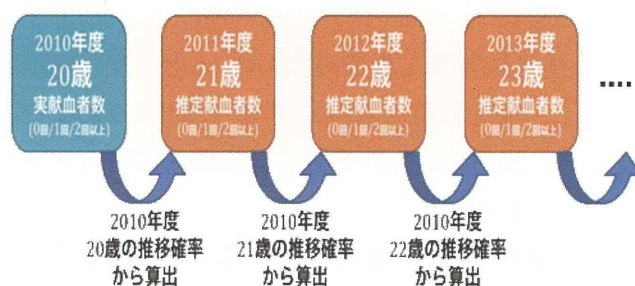 2010年度
20歳
実献血者数
(0回/1回/2回以上)
2011年度
21歳
推定献血者数
(0回/1回/2回以上)
2012年度
22歳
推定献血者数
(0回/1回/2回以上)
2013年度
23歳
推定献血者数
(0回/1回/2回以上)
....
2010年度
20歳の推移確率
から算出
2010年度
21歳の推移確率
から算出
2010年度
22歳の推移確率
から算出